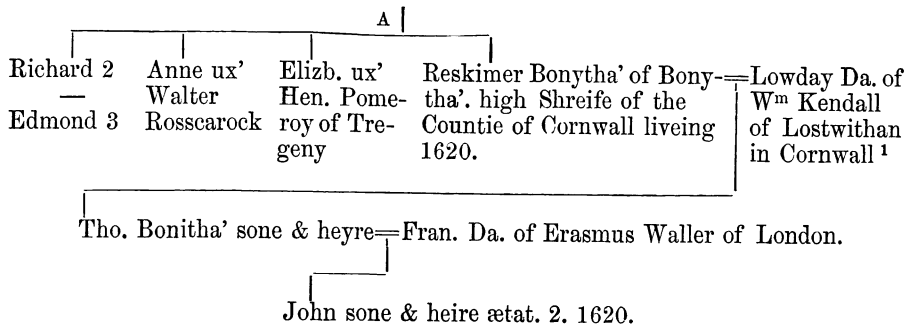 A
Richard 2
—
Edmond 3
Anne ux'
Walter
Rosscarock
Elizb. ux'
Hen. Pome-
roy of Tre-
geny
Reskimer Bonytha' of Bony-
tha'. high Shreife of the
Countie of Cornwall liveing
1620.
=Lowday Da. of
Wm Kendall
of Lostwithan
in Cornwall 1
Tho. Bonitha' sone & heyre=Fran. Da. of Erasmus Waller of London.
John sone & heire ætat. 2. 1620.